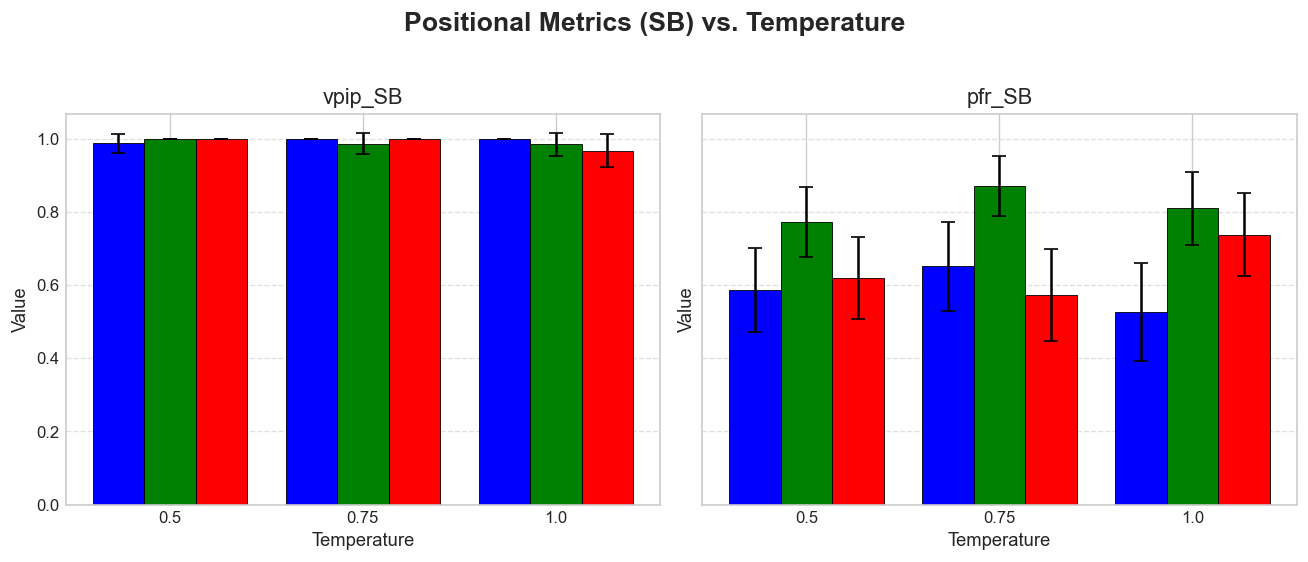 Positional Metrics (SB) vs. Temperature
vpip_SB
Value
1.0
0.8
0.6
0.4
0.2
0.0
0.5 0.75 1.0
Temperature
pfr_SB
Value
0.5 0.75 1.0
Temperature